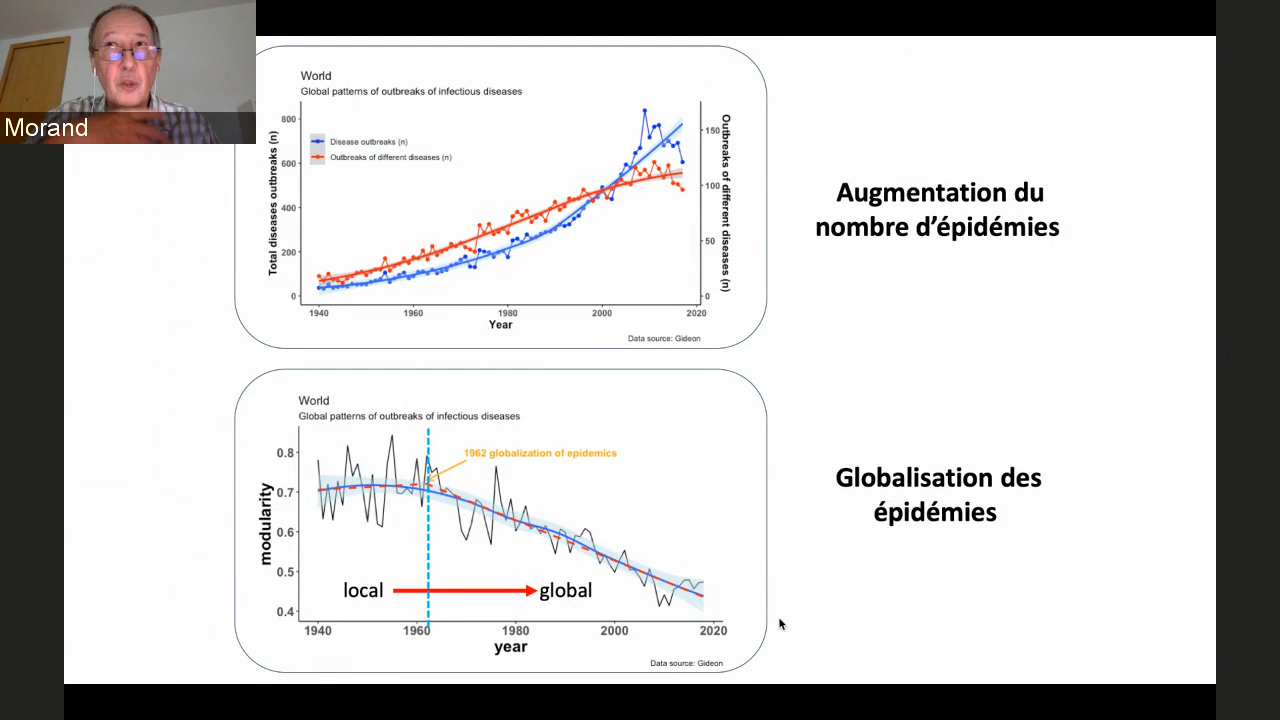 Morand
World
Global patterns of outbreaks of infectious diseases
Disease outbreaks (n)
Outbreaks of different diseases (n)
Total diseases outbreaks (n)
800
600
400
200
0
Outbreaks of different diseases (n)
150
100
50
0
1940 1960 1980 2000 2020
Year
Data source: Gideon
Augmentation du
nombre d’épidémies
World
Global patterns of outbreaks of infectious diseases
1962 globalization of epidemics
modularity
0.8
0.7
0.6
0.5
0.4
local global
1940 1960 1980 2000 2020
year
Data source: Gideon
Globalisation des
épidémies